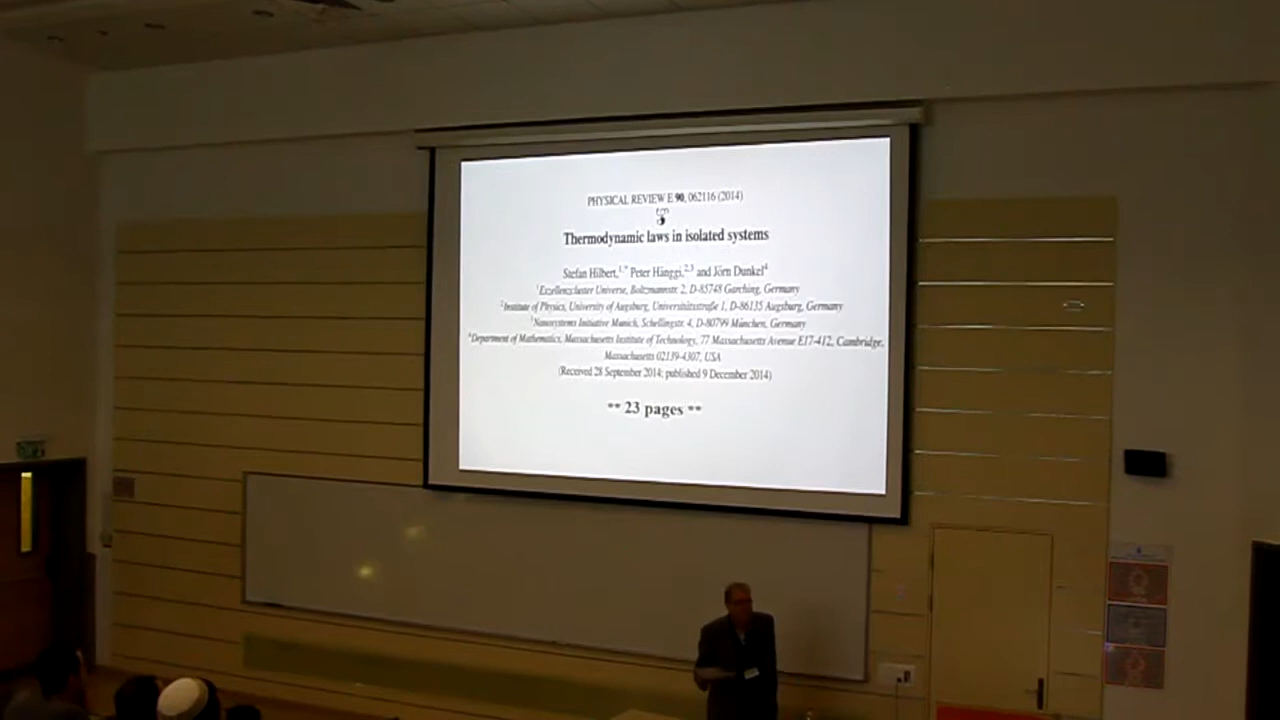 PHYSICAL REVIEW E 90, 062116 (2014)
Thermodynamic laws in isolated systems
Stefan Hilbert,1,* Peter Hänggi,2,3 and Jörn Dunkel4
1Exzellenzcluster Universe, Boltzmannstr. 2, D-85748 Garching, Germany
2Institute of Physics, University of Augsburg, Universitätsstraße 1, D-86135 Augsburg, Germany
3Nanosystems Initiative Munich, Schellingstr. 4, D-80799 München, Germany
4Department of Mathematics, Massachusetts Institute of Technology, 77 Massachusetts Avenue E17-412, Cambridge,
Massachusetts 02139-4307, USA
(Received 28 September 2014; published 9 December 2014)
** 23 pages **